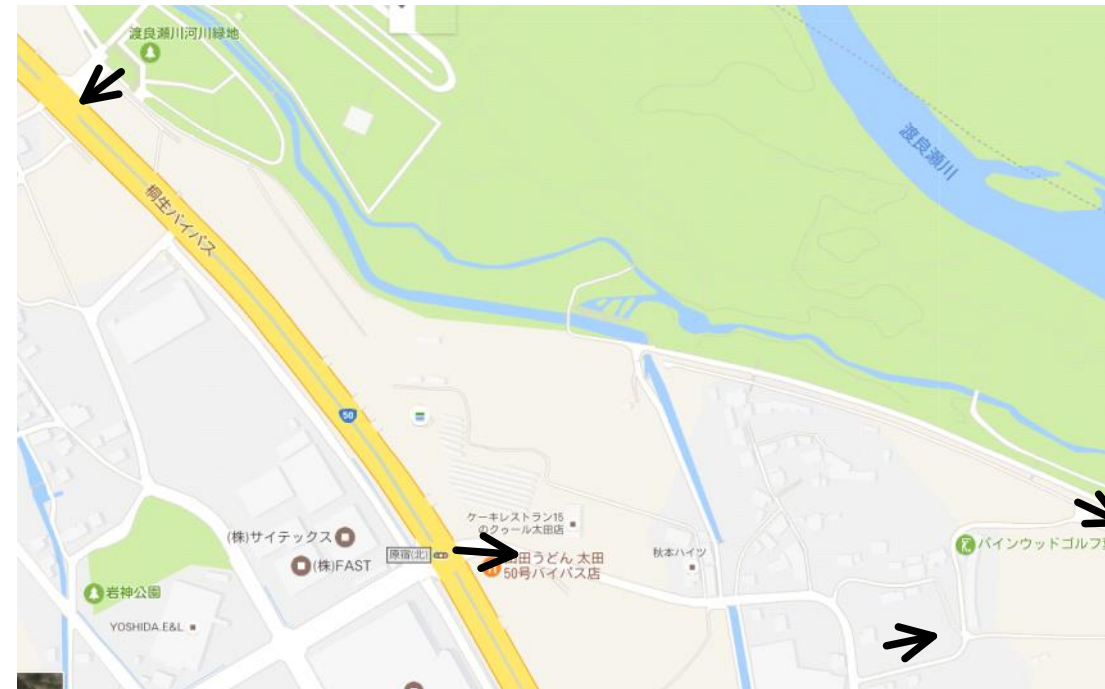 渡良瀬川河川緑地
桐生バイパス
渡良瀬川
50
ケーキレストラン15
のクゥール太田店
(株)サイテックス
原宿(北)
(株)FAST
田うどん 太田
50号バイパス店
秋本ハイツ
パインウッドゴルフ
岩神公園
YOSHIDA.E&L